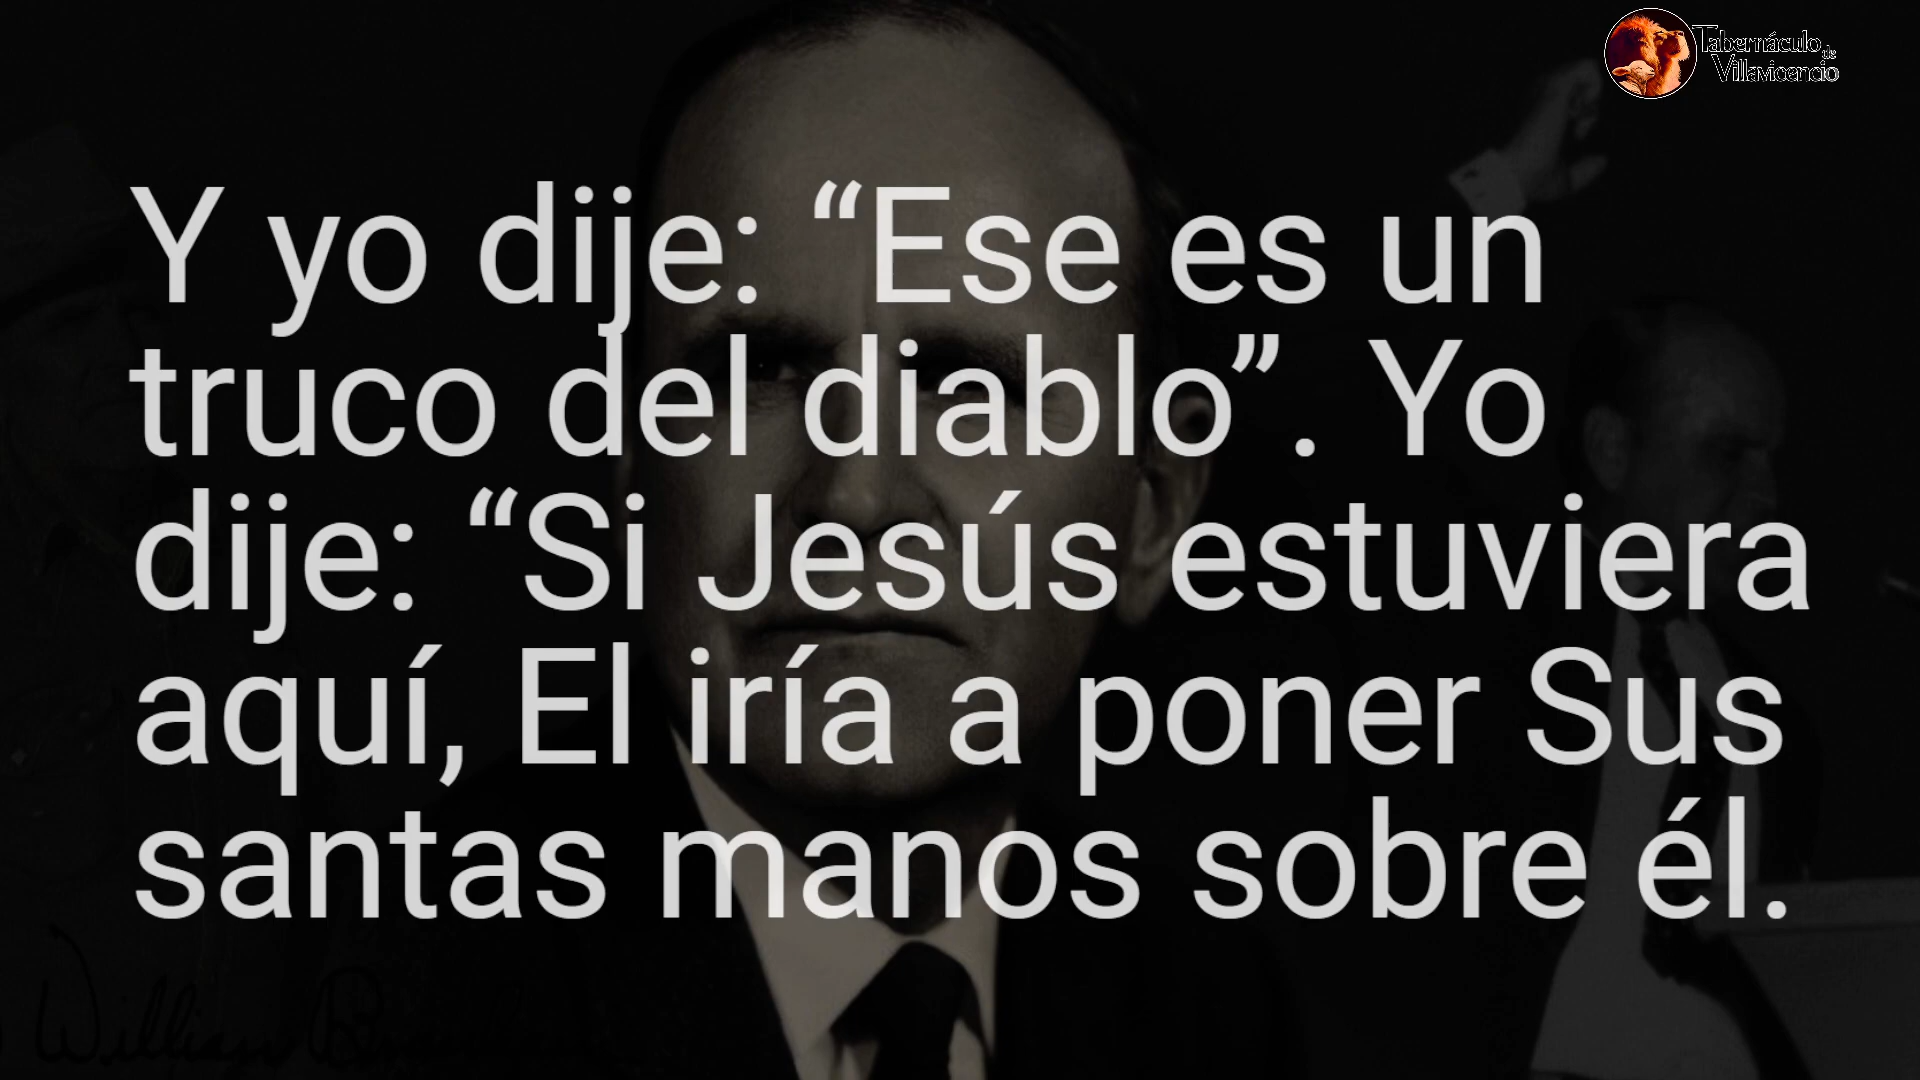 Tabernáculo
de
Villavicencio
Y yo dije: “Ese es un
truco del diablo”. Yo
dije: “Si Jesús estuviera
aquí, El iría a poner Sus
santas manos sobre él.
William